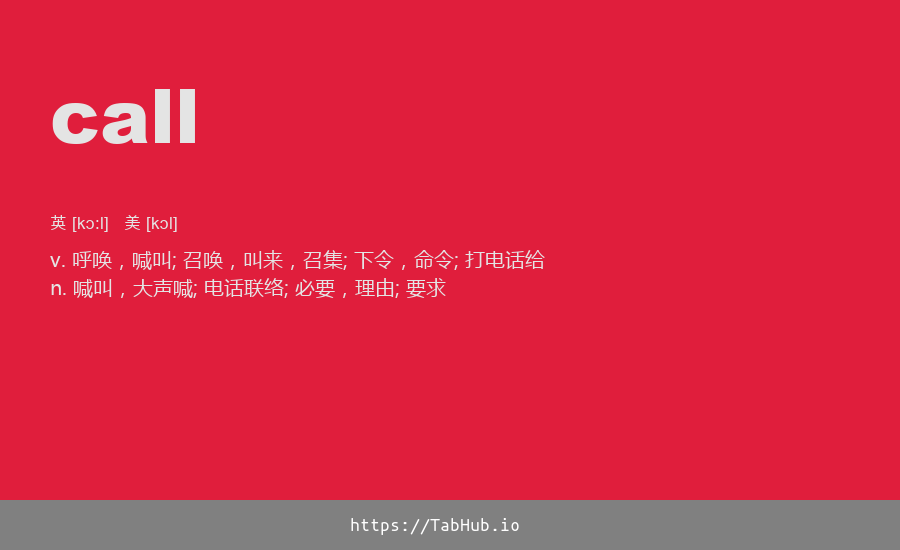 call
英 [kɔ:l]   美 [kɔl]
v. 呼唤，喊叫; 召唤，叫来，召集; 下令，命令; 打电话给
n. 喊叫，大声喊; 电话联络; 必要，理由; 要求
https://TabHub.io